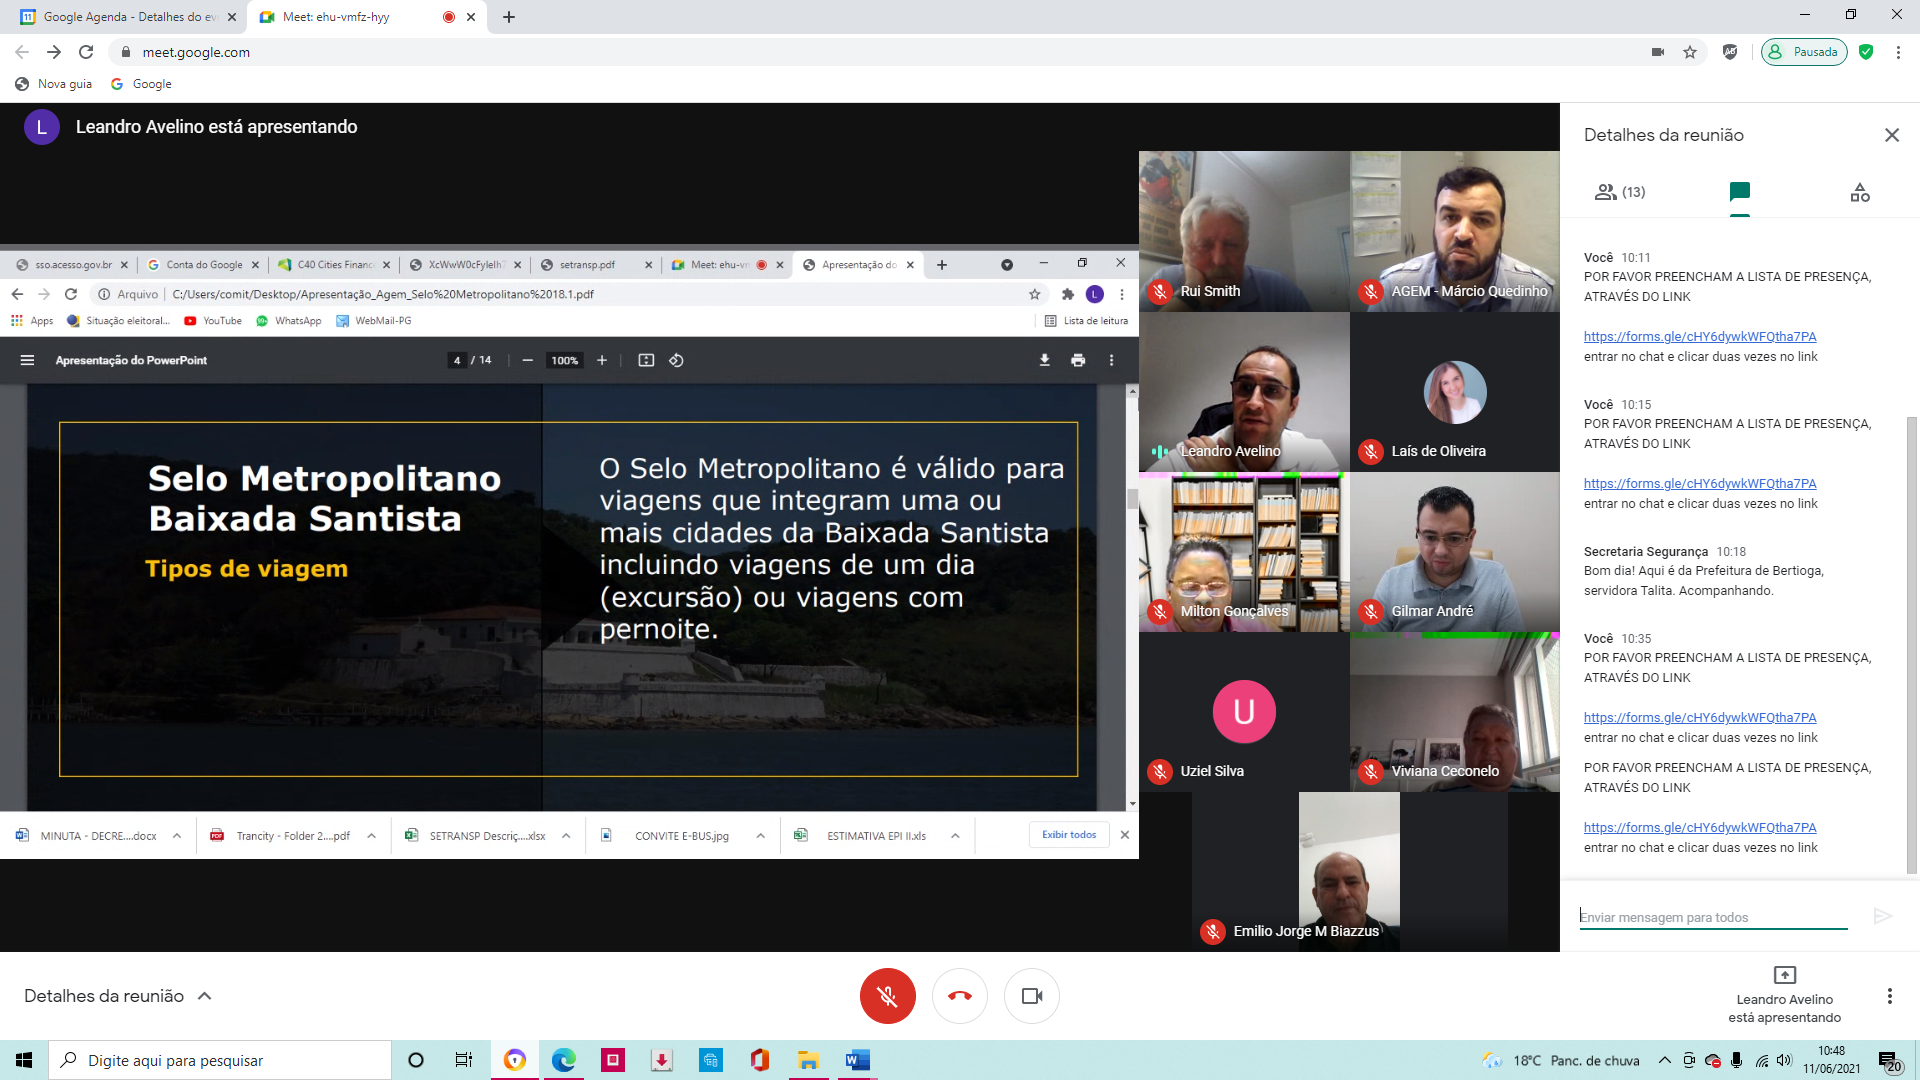 Google Agenda - Detalhes do ev
Meet: ehu-vmfz-hyy
meet.google.com
Pausada
Nova guia
Google
L
Leandro Avelino está apresentando
sso.acesso.gov.br
Conta do Google
C40 Cities Finance
XcWwW0cFyIeIh
setransp.pdf
Meet: ehu-vm
Apresentação do
Arquivo
C:/Users/comit/Desktop/Apresentação_Agem_Selo%20Metropolitano%2018.1.pdf
L
Apps
Situação eleitoral...
YouTube
WhatsApp
WebMail-PG
Lista de leitura
Apresentação do PowerPoint
4 / 14
100%
Selo Metropolitano
Baixada Santista
Tipos de viagem
O Selo Metropolitano é válido para
viagens que integram uma ou
mais cidades da Baixada Santista
incluindo viagens de um dia
(excursão) ou viagens com
pernoite.
MINUTA - DECRE....docx
Trancity - Folder 2....pdf
SETRANSP Descriç....xlsx
CONVITE E-BUS.jpg
ESTIMATIVA EPI II.xls
Exibir todos
Rui Smith
AGEM - Márcio Quedinho
Leandro Avelino
Laís de Oliveira
Milton Gonçalves
Gilmar André
U
Uziel Silva
Viviana Ceconelo
Emilio Jorge M Biazzus
Detalhes da reunião
(13)
Você 10:11
POR FAVOR PREENCHAM A LISTA DE PRESENÇA,
ATRAVÉS DO LINK
https://forms.gle/cHY6dywkWFQtha7PA
entrar no chat e clicar duas vezes no link
Você 10:15
POR FAVOR PREENCHAM A LISTA DE PRESENÇA,
ATRAVÉS DO LINK
https://forms.gle/cHY6dywkWFQtha7PA
entrar no chat e clicar duas vezes no link
Secretaria Segurança 10:18
Bom dia! Aqui é da Prefeitura de Bertioga,
servidora Talita. Acompanhando.
Você 10:35
POR FAVOR PREENCHAM A LISTA DE PRESENÇA,
ATRAVÉS DO LINK
https://forms.gle/cHY6dywkWFQtha7PA
entrar no chat e clicar duas vezes no link
POR FAVOR PREENCHAM A LISTA DE PRESENÇA,
ATRAVÉS DO LINK
https://forms.gle/cHY6dywkWFQtha7PA
entrar no chat e clicar duas vezes no link
Enviar mensagem para todos
Detalhes da reunião
Leandro Avelino
está apresentando
Digite aqui para pesquisar
18°C Panc. de chuva
10:48
11/06/2021
20